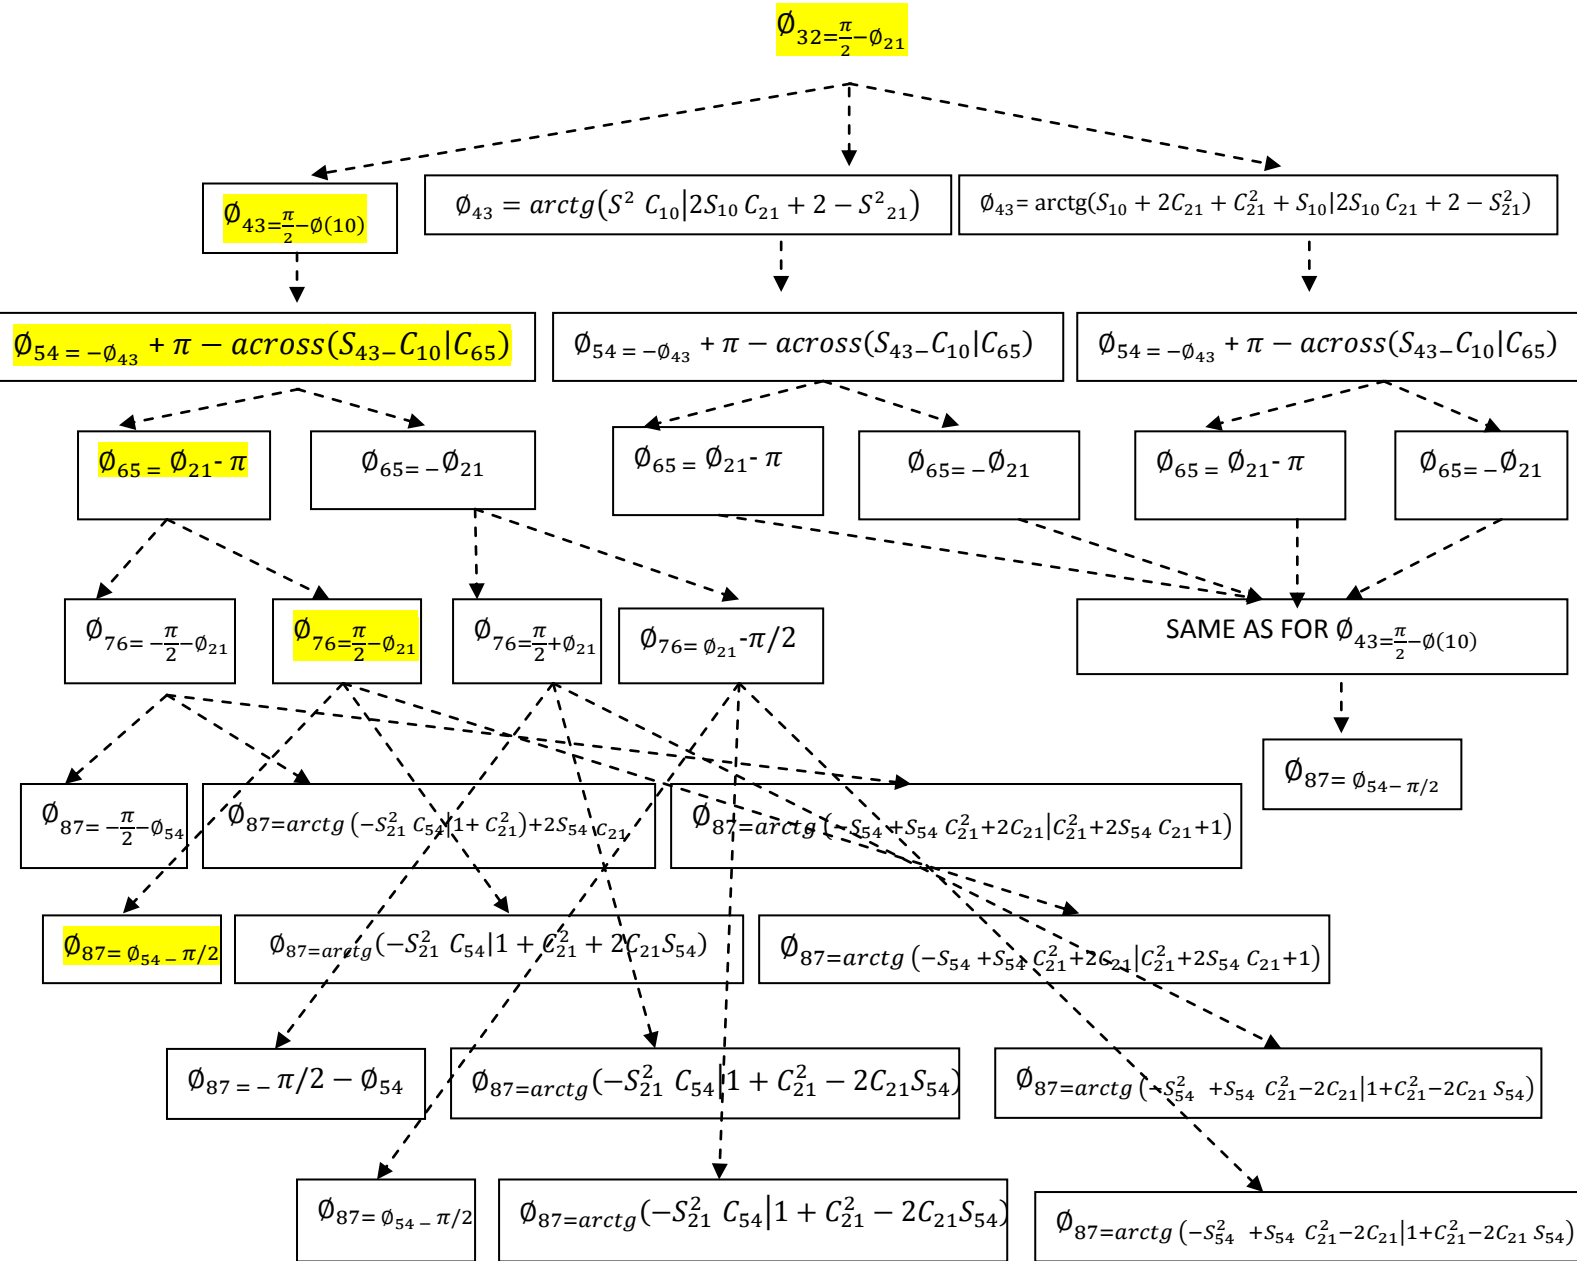 ∅₃₂₌π/2−∅₂₁
∅₄₃₌π/2−∅(10)
∅₄₃ = arctg(S² C₁₀|2S₁₀ C₂₁ + 2 − S²₂₁)
∅₄₃= arctg(S₁₀ + 2C₂₁ + C²₂₁ + S₁₀|2S₁₀ C₂₁ + 2 − S²₂₁)
∅₅₄ ₌ ₋∅₄₃ + π − across(S₄₃₋C₁₀|C₆₅)
∅₅₄ ₌ ₋∅₄₃ + π − across(S₄₃₋C₁₀|C₆₅)
∅₅₄ ₌ ₋∅₄₃ + π − across(S₄₃₋C₁₀|C₆₅)
∅₆₅ ₌ ∅₂₁- π
∅₆₅₌ ₋∅₂₁
∅₆₅ ₌ ∅₂₁- π
∅₆₅₌ ₋∅₂₁
∅₆₅ ₌ ∅₂₁- π
∅₆₅₌ ₋∅₂₁
∅₇₆₌ −π/2−∅₂₁
∅₇₆₌π/2−∅₂₁
∅₇₆₌π/2+∅₂₁
∅₇₆₌ ∅₂₁-π/2
SAME AS FOR ∅₄₃₌π/2−∅(10)
∅₈₇₌ ∅₅₄₋ π/2
∅₈₇₌ −π/2−∅₅₄
∅₈₇₌arctg (−S²₂₁ C₅₄|1+ C²₂₁)+2S₅₄ C₂₁
∅₈₇₌arctg (−S₅₄+S₅₄ C²₂₁+2C₂₁|C²₂₁+2S₅₄ C₂₁+1)
∅₈₇₌ ∅₅₄ ₋ π/2
∅₈₇₌arctg(−S²₂₁ C₅₄|1 + C²₂₁ + 2C₂₁S₅₄)
∅₈₇₌arctg (−S₅₄ +S₅₄ C²₂₁+2C₂₁|C²₂₁+2S₅₄ C₂₁+1)
∅₈₇ ₌ ₋ π/2 − ∅₅₄
∅₈₇₌arctg(−S²₂₁ C₅₄|1 + C²₂₁ − 2C₂₁S₅₄)
∅₈₇₌arctg (−S²₅₄ +S₅₄ C²₂₁−2C₂₁|1+C²₂₁−2C₂₁ S₅₄)
∅₈₇₌ ∅₅₄ ₋ π/2
∅₈₇₌arctg(−S²₂₁ C₅₄|1 + C²₂₁ − 2C₂₁S₅₄)
∅₈₇₌arctg (−S²₅₄ +S₅₄ C²₂₁−2C₂₁|1+C²₂₁−2C₂₁ S₅₄)